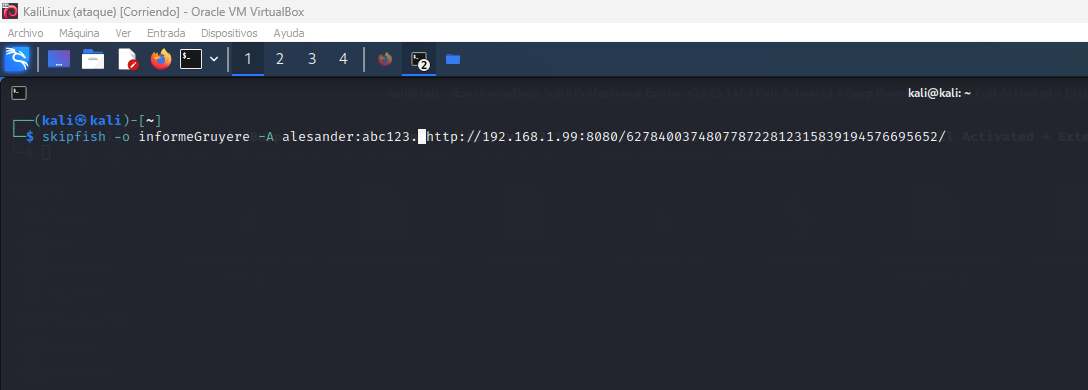 KaliLinux (ataque) [Corriendo] - Oracle VM VirtualBox
Archivo Máquina Ver Entrada Dispositivos Ayuda
1 2 3 4 2
kali@kali: ~
┌──(kali㉿kali)-[~]
└─$ skipfish -o informeGruyere -A alesander:abc123. http://192.168.1.99:8080/627840037480778722812315839194576695652/